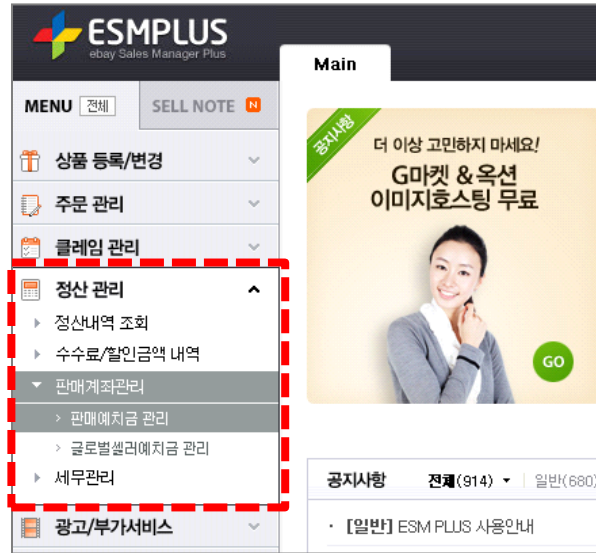 ESMPLUS
ebay Sales Manager Plus
Main
MENU 전체 SELL NOTE N
상품 등록/변경
주문 관리
클레임 관리
정산 관리
정산내역 조회
수수료/할인금액 내역
판매계좌관리
판매예치금 관리
글로벌셀러예치금 관리
세무관리
광고/부가서비스
공지사항
더 이상 고민하지 마세요!
G마켓 & 옥션
이미지호스팅 무료
GO
공지사항 전체(914) 일반(680)
[일반] ESM PLUS 사용안내